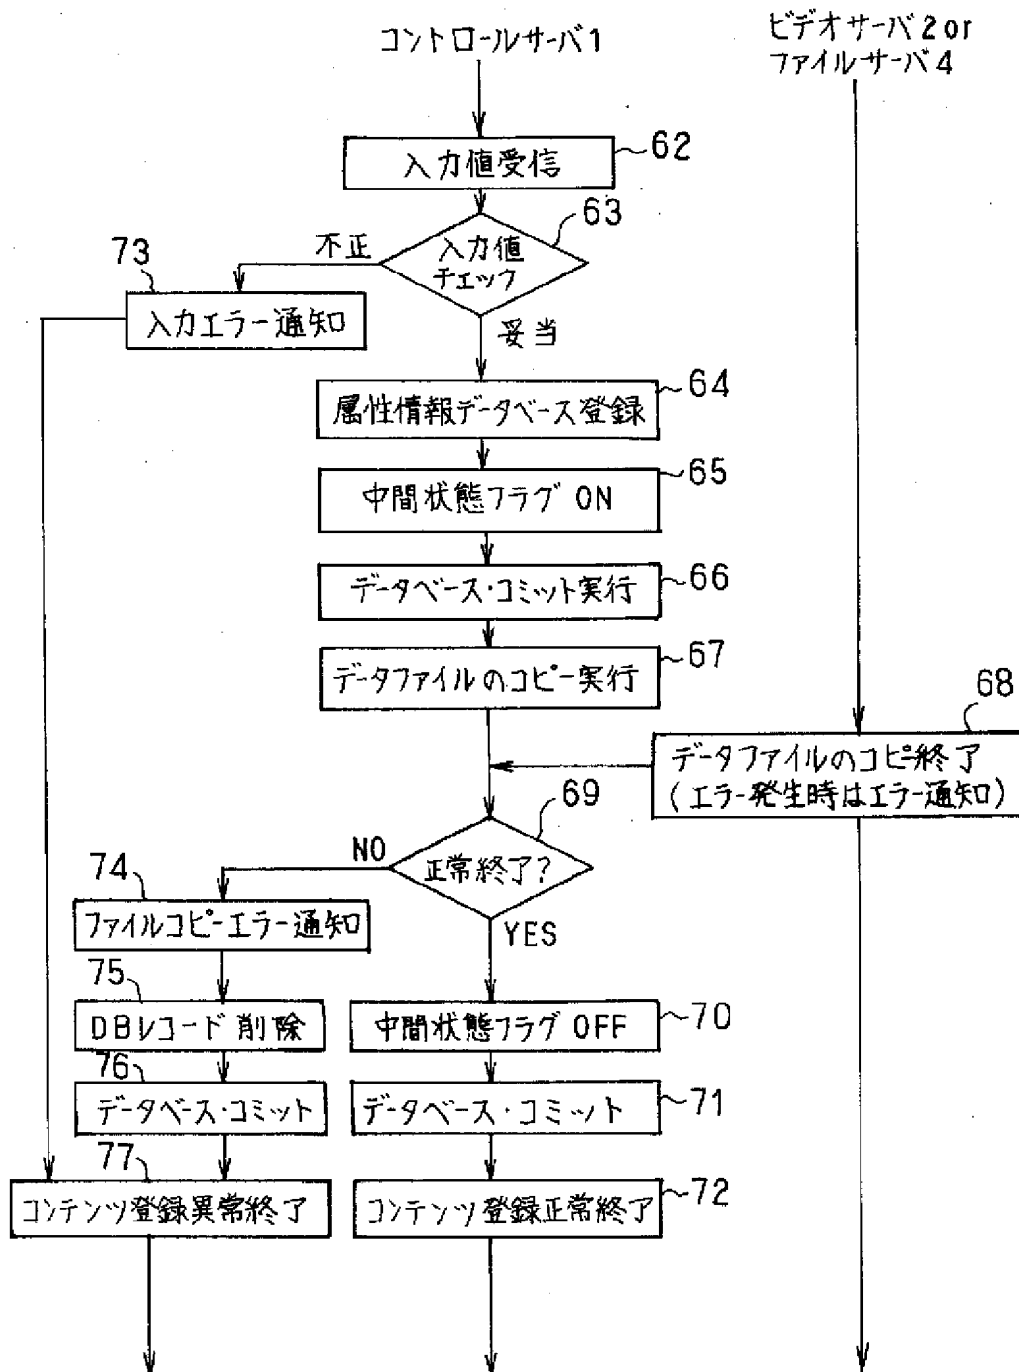 コントロールサーバ1
ビデオサーバ2or
ファイルサーバ4
入力値受信
62
入力値
チェック
63
不正
妥当
73
入力エラー通知
64
属性情報データベース登録
65
中間状態フラグ ON
66
データベース・コミット実行
67
データファイルのコピー実行
68
データファイルのコピー終了
(エラー発生時はエラー通知)
69
正常終了?
NO
YES
74
ファイルコピーエラー通知
75
DBレコード削除
70
中間状態フラグ OFF
76
データベース・コミット
71
データベース・コミット
77
コンテンツ登録異常終了
72
コンテンツ登録正常終了